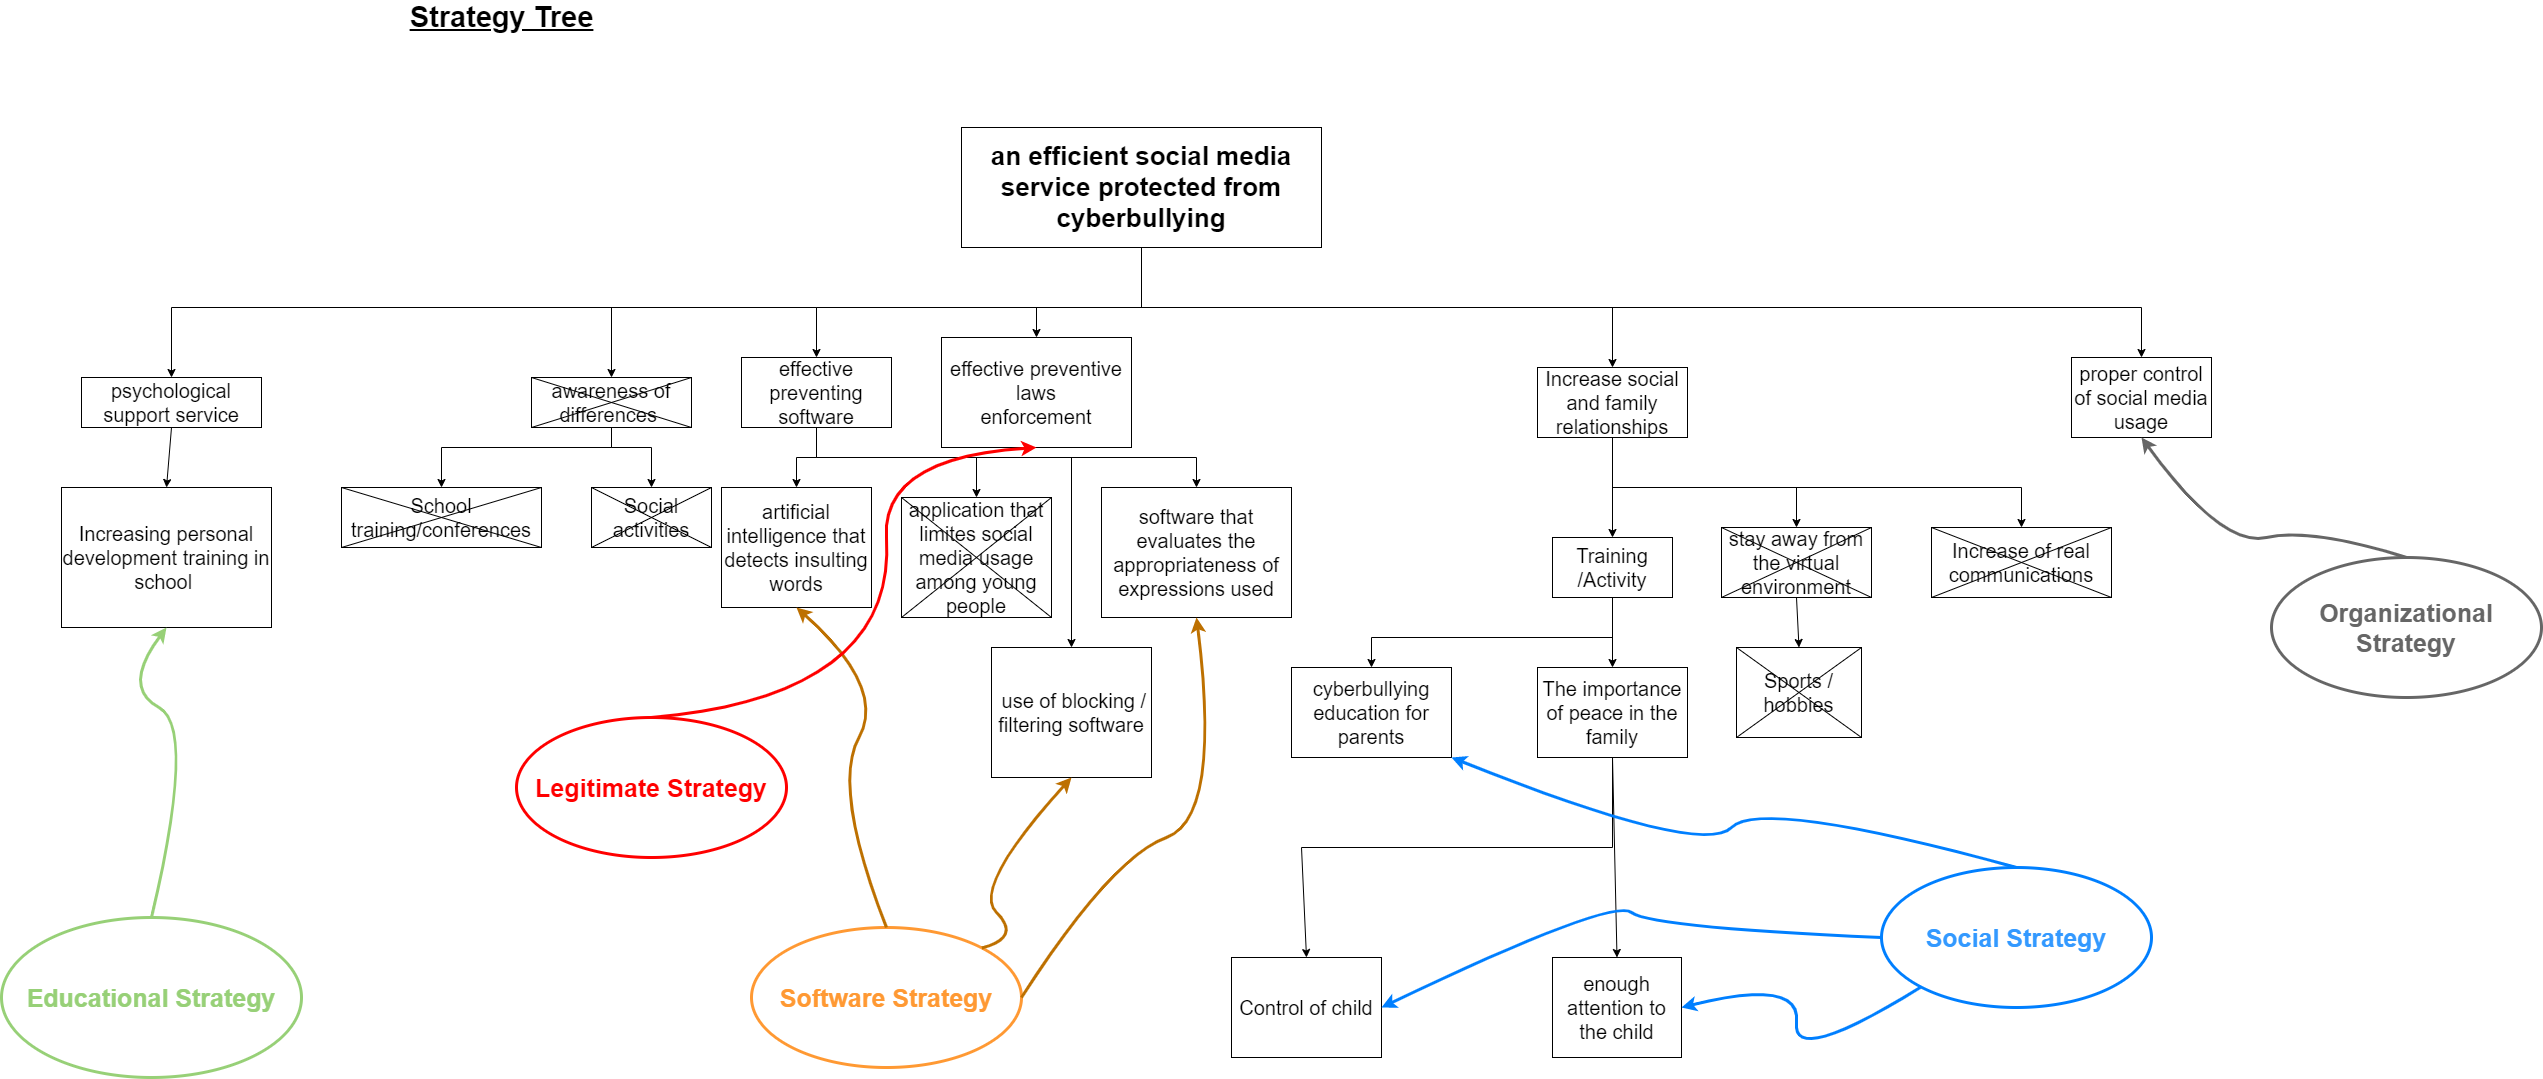 Strategy Tree
an efficient social media
service protected from
cyberbullying
psychological
support service
awareness of
differences
effective
preventing
software
effective preventive
laws
enforcement
Increase social
and family
relationships
proper control
of social media
usage
Increasing personal
development training in
school
School
training/conferences
Social
activities
artificial
intelligence that
detects insulting
words
application that
limites social
media usage
among young
people
software that
evaluates the
appropriateness of
expressions used
Training
/Activity
stay away from
the virtual
environment
Increase of real
communications
use of blocking /
filtering software
cyberbullying
education for
parents
The importance
of peace in the
family
Sports /
hobbies
Organizational
Strategy
Legitimate Strategy
Educational Strategy
Software Strategy
Control of child
enough
attention to
the child
Social Strategy